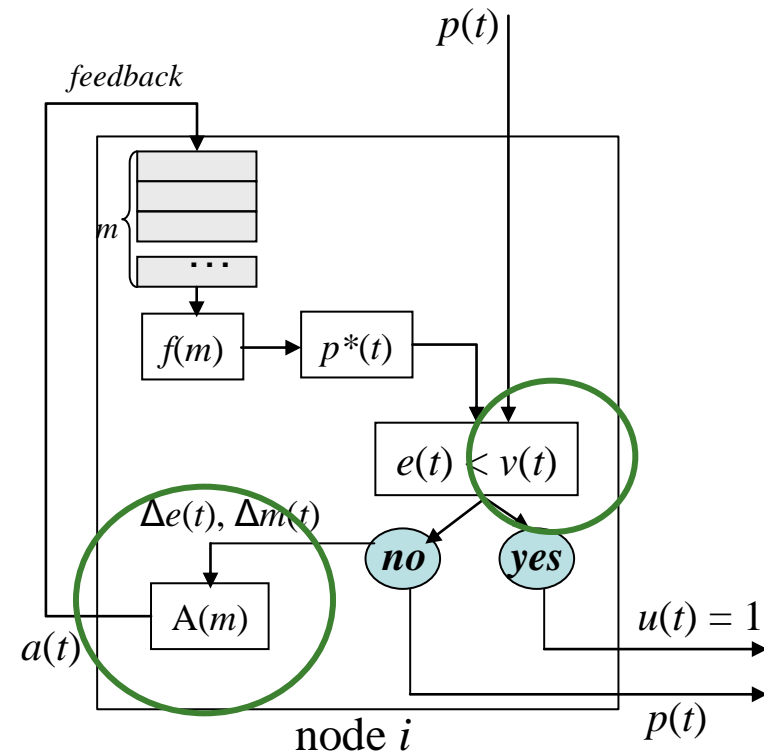 p(t)
feedback
m
...
f(m)
p*(t)
e(t) < v(t)
Δe(t), Δm(t)
no
yes
A(m)
u(t) = 1
a(t)
p(t)
node i